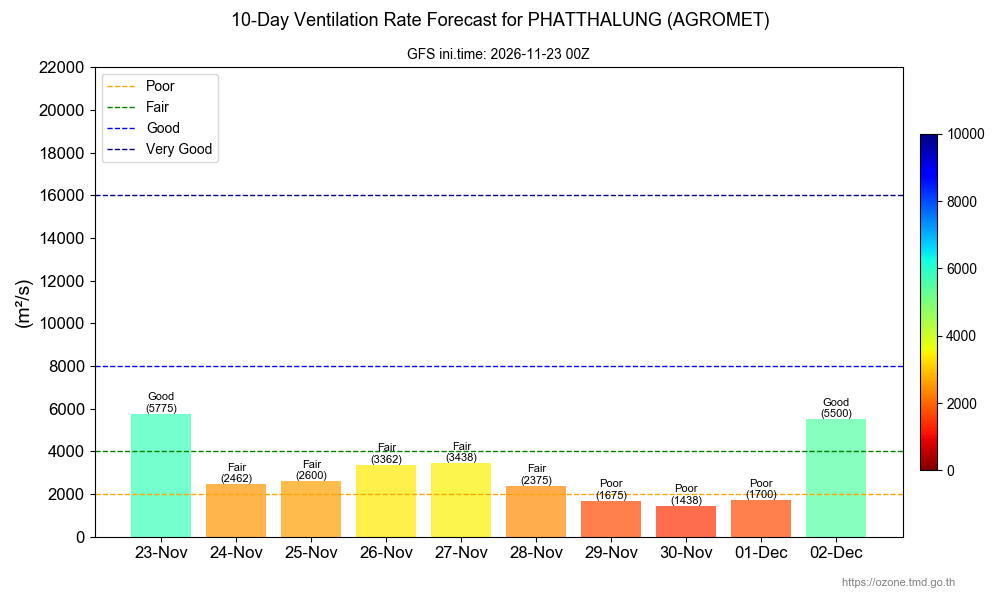 10-Day Ventilation Rate Forecast for PHATTHALUNG (AGROMET)
GFS ini.time: 2026-11-23 00Z
(m²/s)
22000
20000
18000
16000
14000
12000
10000
8000
6000
4000
2000
0
Poor
Fair
Good
Very Good
Good
(5775)
Fair
(2462)
Fair
(2600)
Fair
(3362)
Fair
(3438)
Fair
(2375)
Poor
(1675)
Poor
(1438)
Poor
(1700)
Good
(5500)
23-Nov 24-Nov 25-Nov 26-Nov 27-Nov 28-Nov 29-Nov 30-Nov 01-Dec 02-Dec
10000
8000
6000
4000
2000
0
https://ozone.tmd.go.th